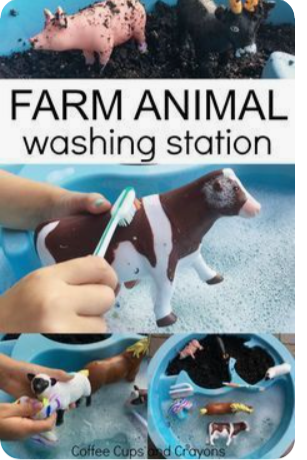 FARM ANIMAL
washing station
Coffee Cups and Crayons